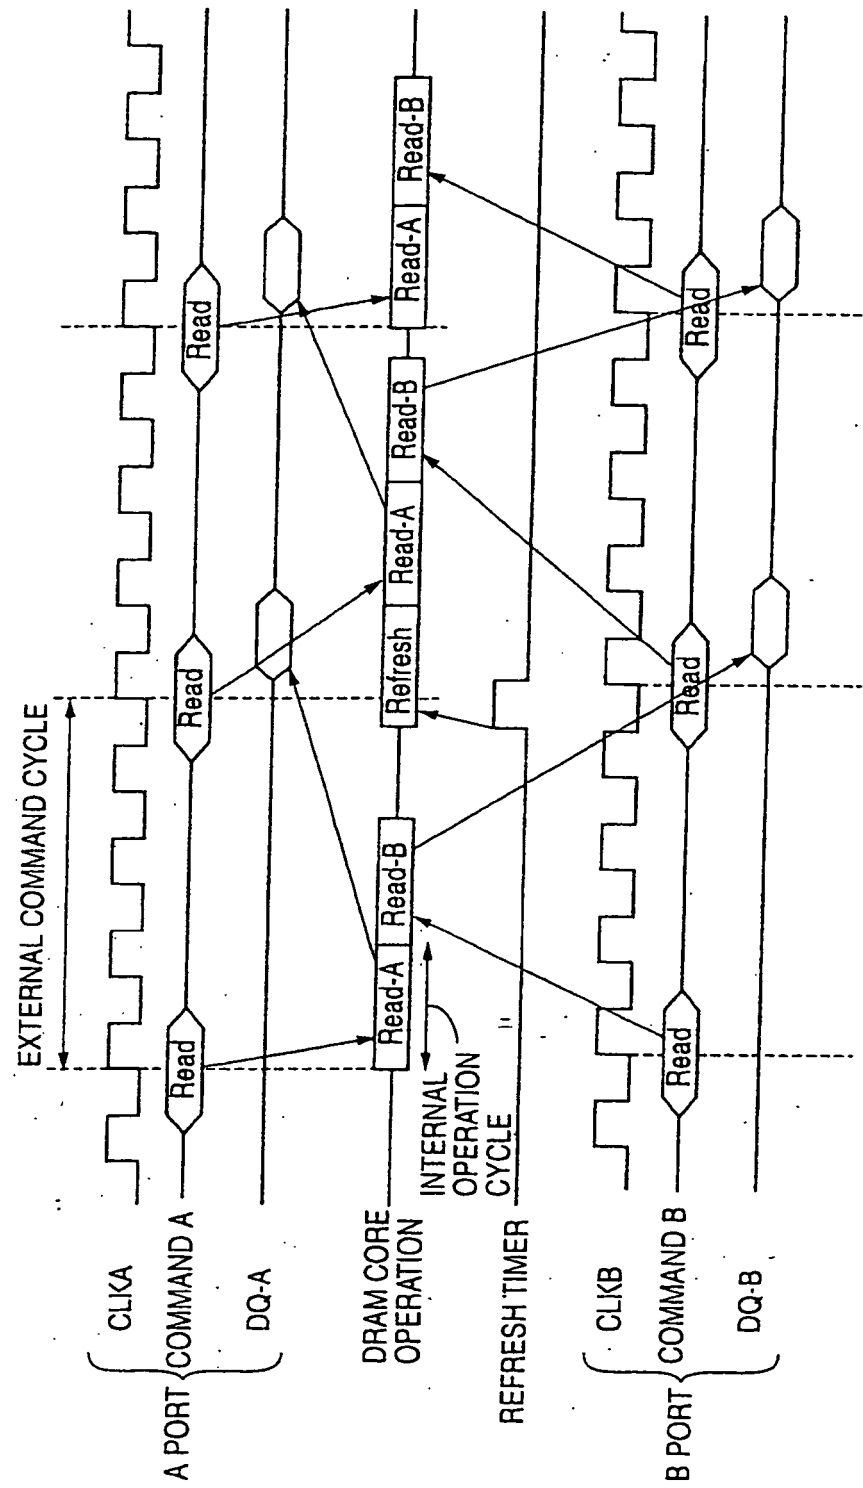 EXTERNAL COMMAND CYCLE
A PORT
CLKA
COMMAND A
Read
Read
Read
DQ-A
DRAM CORE
OPERATION
Read-A
Read-B
Refresh
Read-A
Read-B
Read-A
Read-B
INTERNAL
OPERATION
CYCLE
REFRESH TIMER
B PORT
CLKB
COMMAND B
Read
Read
Read
DQ-B